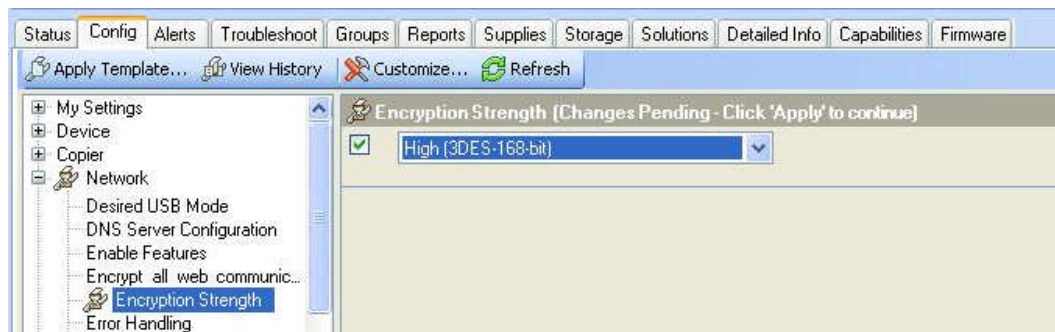 Status Config Alerts Troubleshoot Groups Reports Supplies Storage Solutions Detailed Info Capabilities Firmware
Apply Template... View History Customize... Refresh
My Settings
Device
Copier
Network
Desired USB Mode
DNS Server Configuration
Enable Features
Encrypt all web communic...
Encryption Strength
Error Handling
Encryption Strength (Changes Pending - Click 'Apply' to continue)
High (3DES-168-bit)